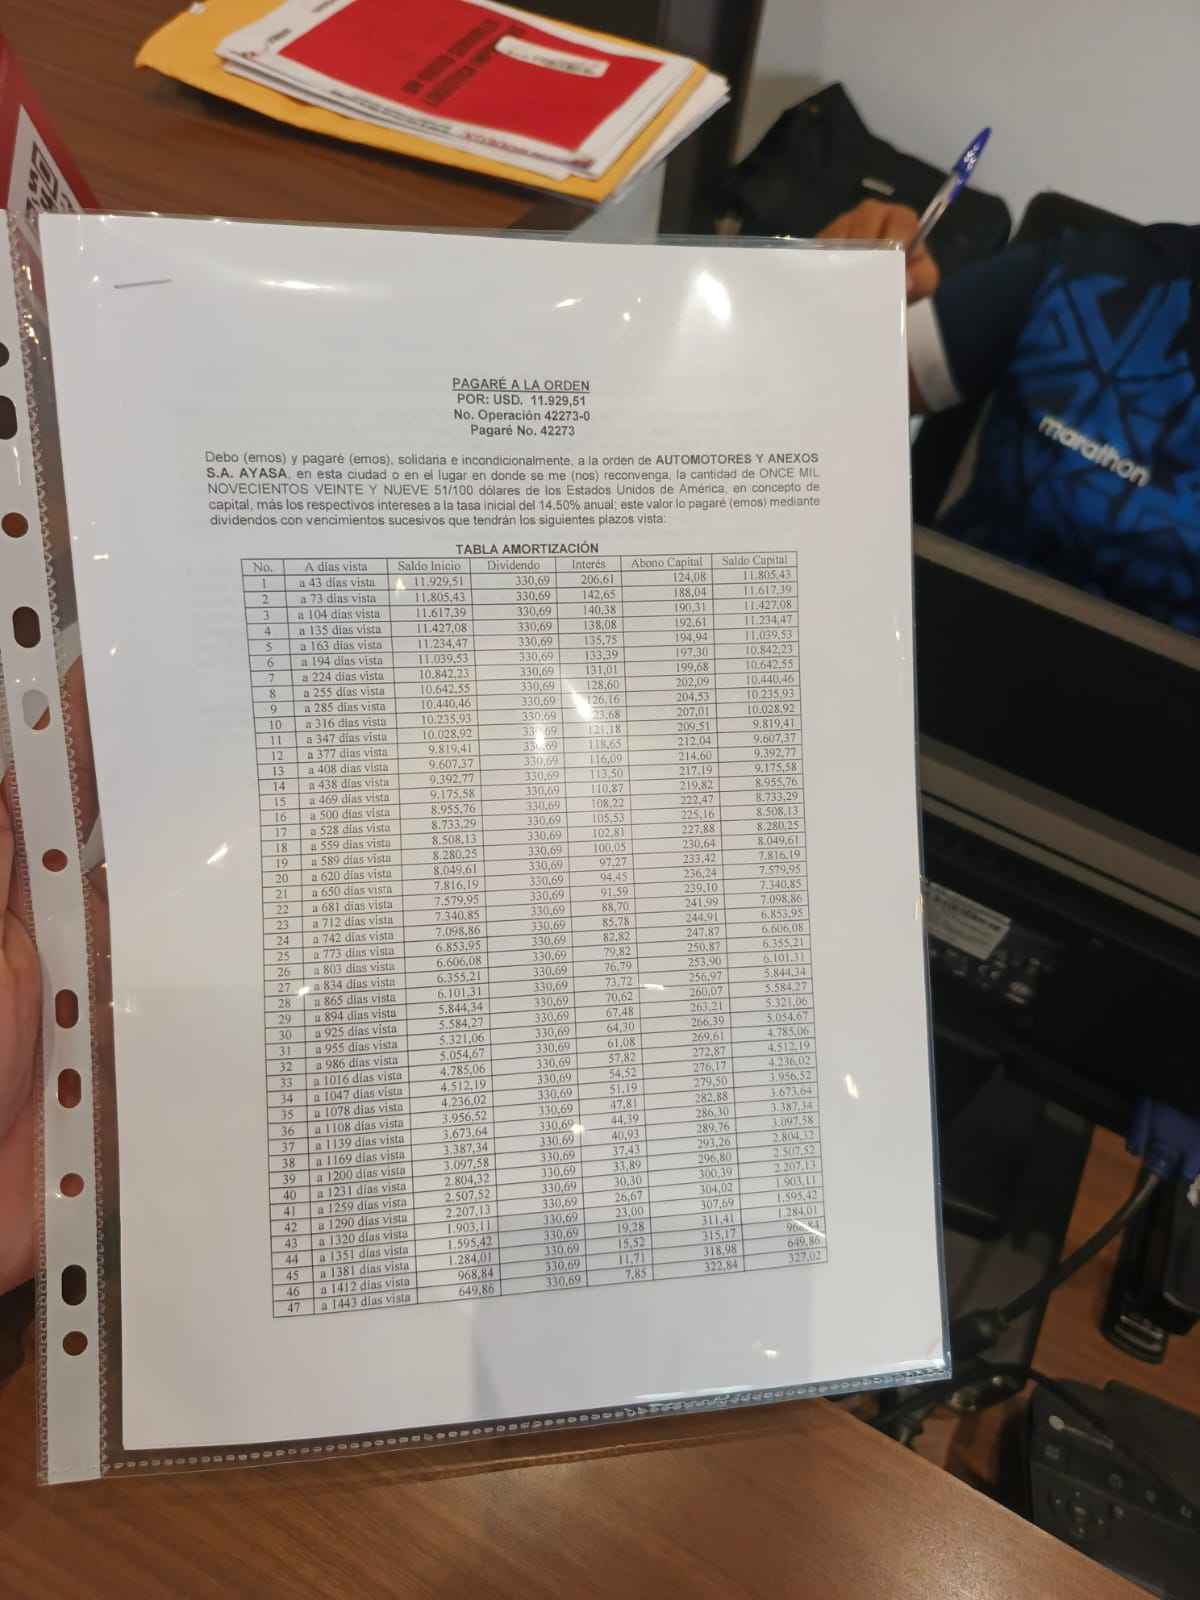 PAGARÉ A LA ORDEN
POR: USD. 11.929,51
No. Operación 42273-0
Pagaré No. 42273
Debo (emos) y pagaré (emos), solidaria e incondicionalmente, a la orden de AUTOMOTORES Y ANEXOS
S.A. AYASA, en esta ciudad o en el lugar en donde se me (nos) reconvenga, la cantidad de ONCE MIL
NOVECIENTOS VEINTE Y NUEVE 51/100 dólares de los Estados Unidos de América, en concepto de
capital, más los respectivos intereses a la tasa inicial del 14.50% anual; este valor lo pagaré (emos) mediante
dividendos con vencimientos sucesivos que tendrán los siguientes plazos vista:
TABLA AMORTIZACIÓN
No. A días vista Saldo Inicio Dividendo Interés Abono Capital Saldo Capital
1 a 43 días vista 11.929,51 330,69 206,61 124,08 11.805,43
2 a 73 días vista 11.805,43 330,69 142,65 188,04 11.617,39
3 a 104 días vista 11.617,39 330,69 140,38 190,31 11.427,08
4 a 135 días vista 11.427,08 330,69 138,08 192,61 11.234,47
5 a 163 días vista 11.234,47 330,69 135,75 194,94 11.039,53
6 a 194 días vista 11.039,53 330,69 133,39 197,30 10.842,23
7 a 224 días vista 10.842,23 330,69 131,01 199,68 10.642,55
8 a 255 días vista 10.642,55 330,69 128,60 202,09 10.440,46
9 a 285 días vista 10.440,46 330,69 126,16 204,53 10.235,93
10 a 316 días vista 10.235,93 330,69 123,68 207,01 10.028,92
11 a 347 días vista 10.028,92 330,69 121,18 209,51 9.819,41
12 a 377 días vista 9.819,41 330,69 118,65 212,04 9.607,37
13 a 408 días vista 9.607,37 330,69 116,09 214,60 9.392,77
14 a 438 días vista 9.392,77 330,69 113,50 217,19 9.175,58
15 a 469 días vista 9.175,58 330,69 110,87 219,82 8.955,76
16 a 500 días vista 8.955,76 330,69 108,22 222,47 8.733,29
17 a 528 días vista 8.733,29 330,69 105,53 225,16 8.508,13
18 a 559 días vista 8.508,13 330,69 102,81 227,88 8.280,25
19 a 589 días vista 8.280,25 330,69 100,05 230,64 8.049,61
20 a 620 días vista 8.049,61 330,69 97,27 233,42 7.816,19
21 a 650 días vista 7.816,19 330,69 94,45 236,24 7.579,95
22 a 681 días vista 7.579,95 330,69 91,59 239,10 7.340,85
23 a 712 días vista 7.340,85 330,69 88,70 241,99 7.098,86
24 a 742 días vista 7.098,86 330,69 85,78 244,91 6.853,95
25 a 773 días vista 6.853,95 330,69 82,82 247,87 6.606,08
26 a 803 días vista 6.606,08 330,69 79,82 250,87 6.355,21
27 a 834 días vista 6.355,21 330,69 76,79 253,90 6.101,31
28 a 865 días vista 6.101,31 330,69 73,72 256,97 5.844,34
29 a 894 días vista 5.844,34 330,69 70,62 260,07 5.584,27
30 a 925 días vista 5.584,27 330,69 67,48 263,21 5.321,06
31 a 955 días vista 5.321,06 330,69 64,30 266,39 5.054,67
32 a 986 días vista 5.054,67 330,69 61,08 269,61 4.785,06
33 a 1016 días vista 4.785,06 330,69 57,82 272,87 4.512,19
34 a 1047 días vista 4.512,19 330,69 54,52 276,17 4.236,02
35 a 1078 días vista 4.236,02 330,69 51,19 279,50 3.956,52
36 a 1108 días vista 3.956,52 330,69 47,81 282,88 3.673,64
37 a 1139 días vista 3.673,64 330,69 44,39 286,30 3.387,34
38 a 1169 días vista 3.387,34 330,69 40,93 289,76 3.097,58
39 a 1200 días vista 3.097,58 330,69 37,43 293,26 2.804,32
40 a 1231 días vista 2.804,32 330,69 33,89 296,80 2.507,52
41 a 1259 días vista 2.507,52 330,69 30,30 300,39 2.207,13
42 a 1290 días vista 2.207,13 330,69 26,67 304,02 1.903,11
43 a 1320 días vista 1.903,11 330,69 23,00 307,69 1.595,42
44 a 1351 días vista 1.595,42 330,69 19,28 311,41 1.284,01
45 a 1381 días vista 1.284,01 330,69 15,52 315,17 968,84
46 a 1412 días vista 968,84 330,69 11,71 318,98 649,86
47 a 1443 días vista 649,86 330,69 7,85 322,84 327,02
marathon